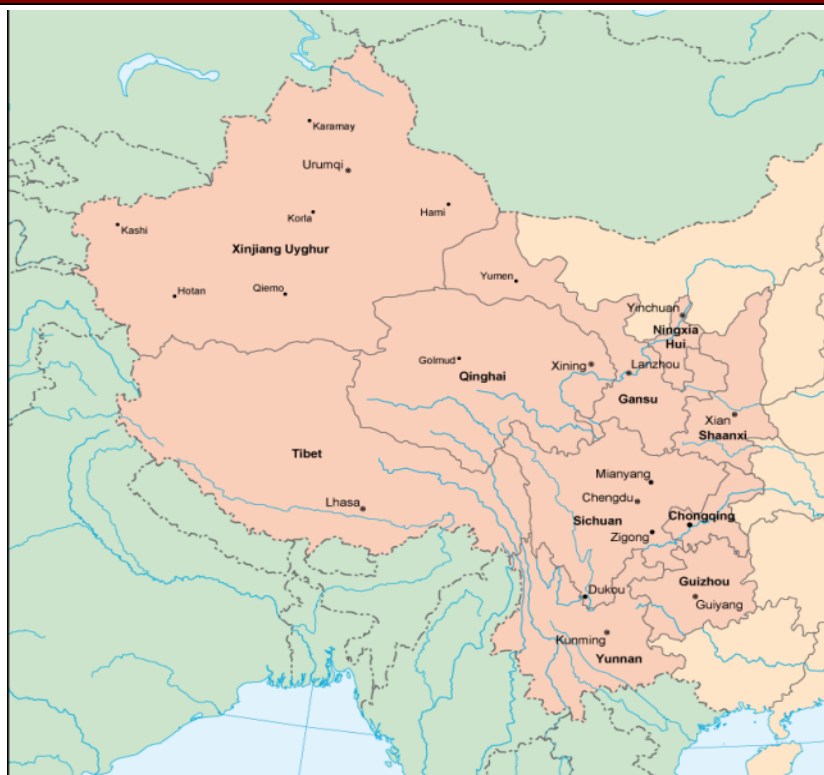 Karamay
Urumqi
Hami
Korla
Kashi
Xinjiang Uyghur
Yumen
Hotan
Qiemo
Yinchuan
Ningxia
Hui
Golmud
Xining
Lanzhou
Qinghai
Gansu
Xian
Shaanxi
Tibet
Mianyang
Chengdu
Lhasa
Sichuan
Chongqing
Zigong
Guizhou
Dukou
Guiyang
Kunming
Yunnan